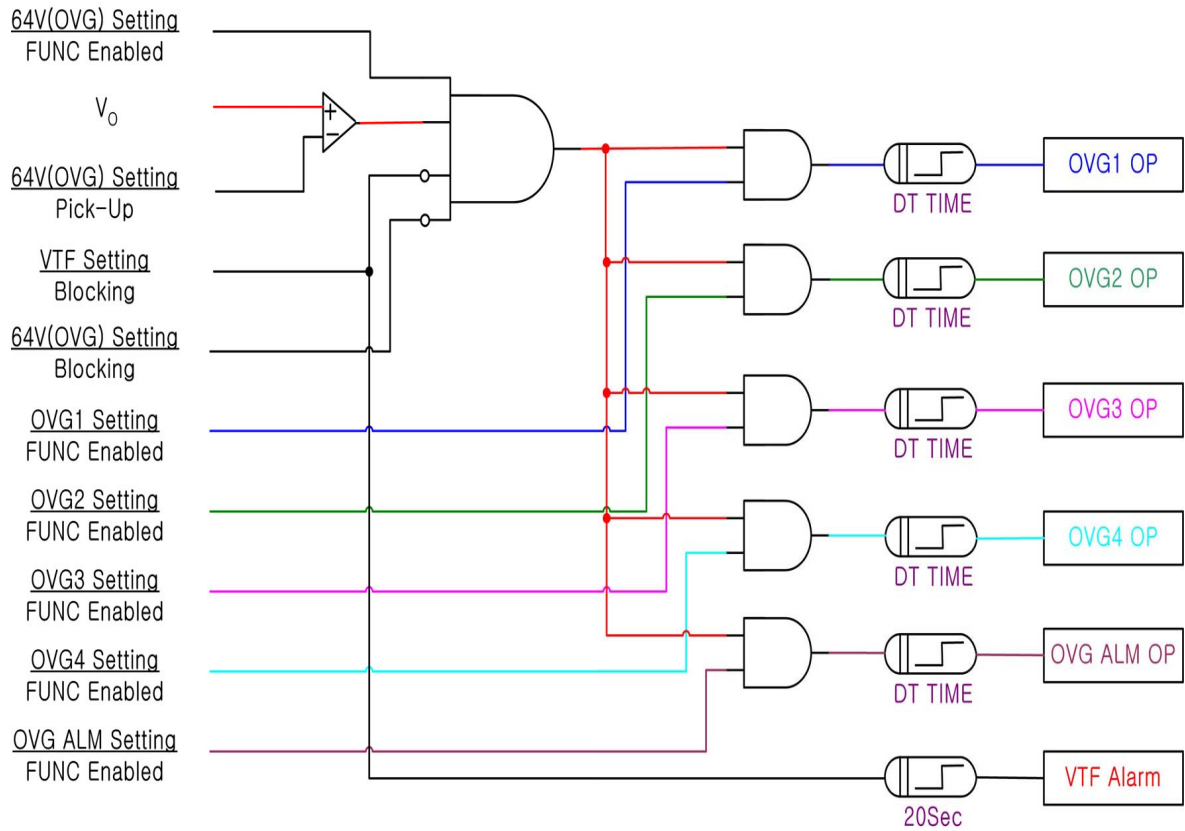 64V(OVG) Setting
FUNC Enabled
V_O
+
−
64V(OVG) Setting
Pick-Up
VTF Setting
Blocking
64V(OVG) Setting
Blocking
OVG1 Setting
FUNC Enabled
OVG2 Setting
FUNC Enabled
OVG3 Setting
FUNC Enabled
OVG4 Setting
FUNC Enabled
OVG ALM Setting
FUNC Enabled
DT TIME
OVG1 OP
DT TIME
OVG2 OP
DT TIME
OVG3 OP
DT TIME
OVG4 OP
DT TIME
OVG ALM OP
20Sec
VTF Alarm